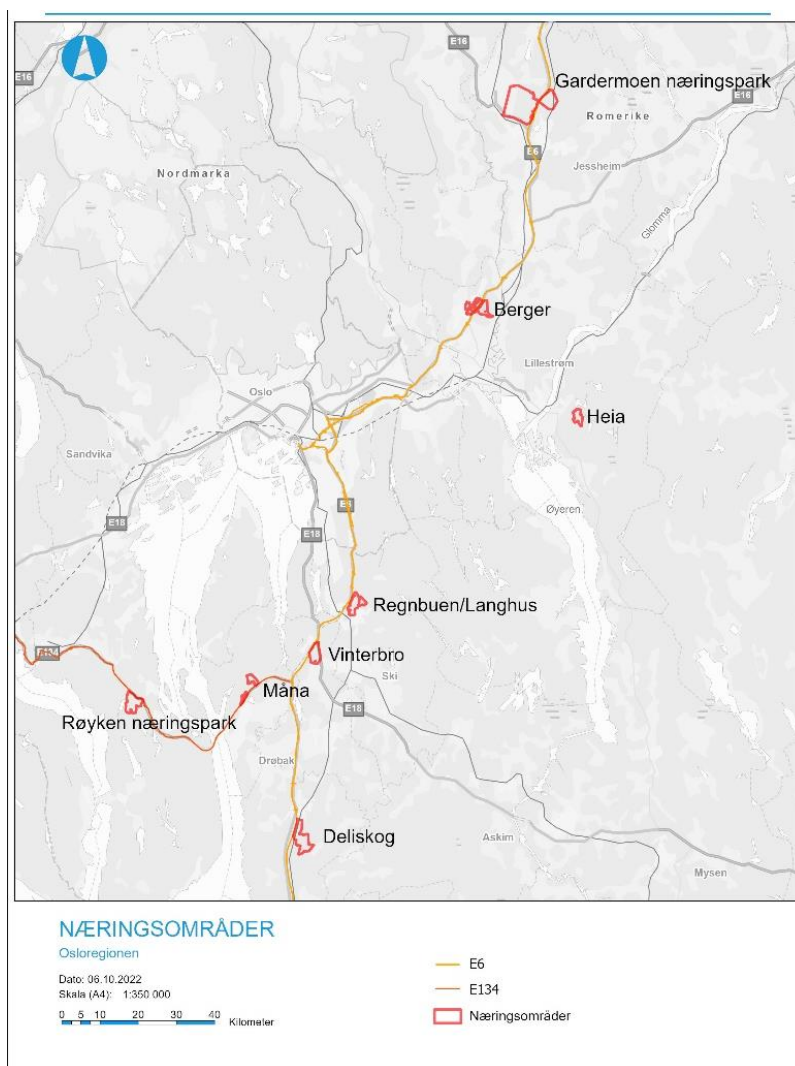 E16
Gardermoen næringspark
E16
E16
Romerike
E6
Jessheim
Nordmarka
Glomma
Berger
Lillestrøm
Oslo
Heia
Sandvika
E6
Øyeren
E18
E18
Regnbuen/Langhus
Vinterbro
E134
Ski
Måna
Røyken næringspark
E18
Drøbak
Deliskog
Askim
Mysen
NÆRINGSOMRÅDER
Osloregionen
Dato: 06.10.2022
Skala (A4): 1:350 000
0 5 10 20 30 40
Kilometer
E6
E134
Næringsområder